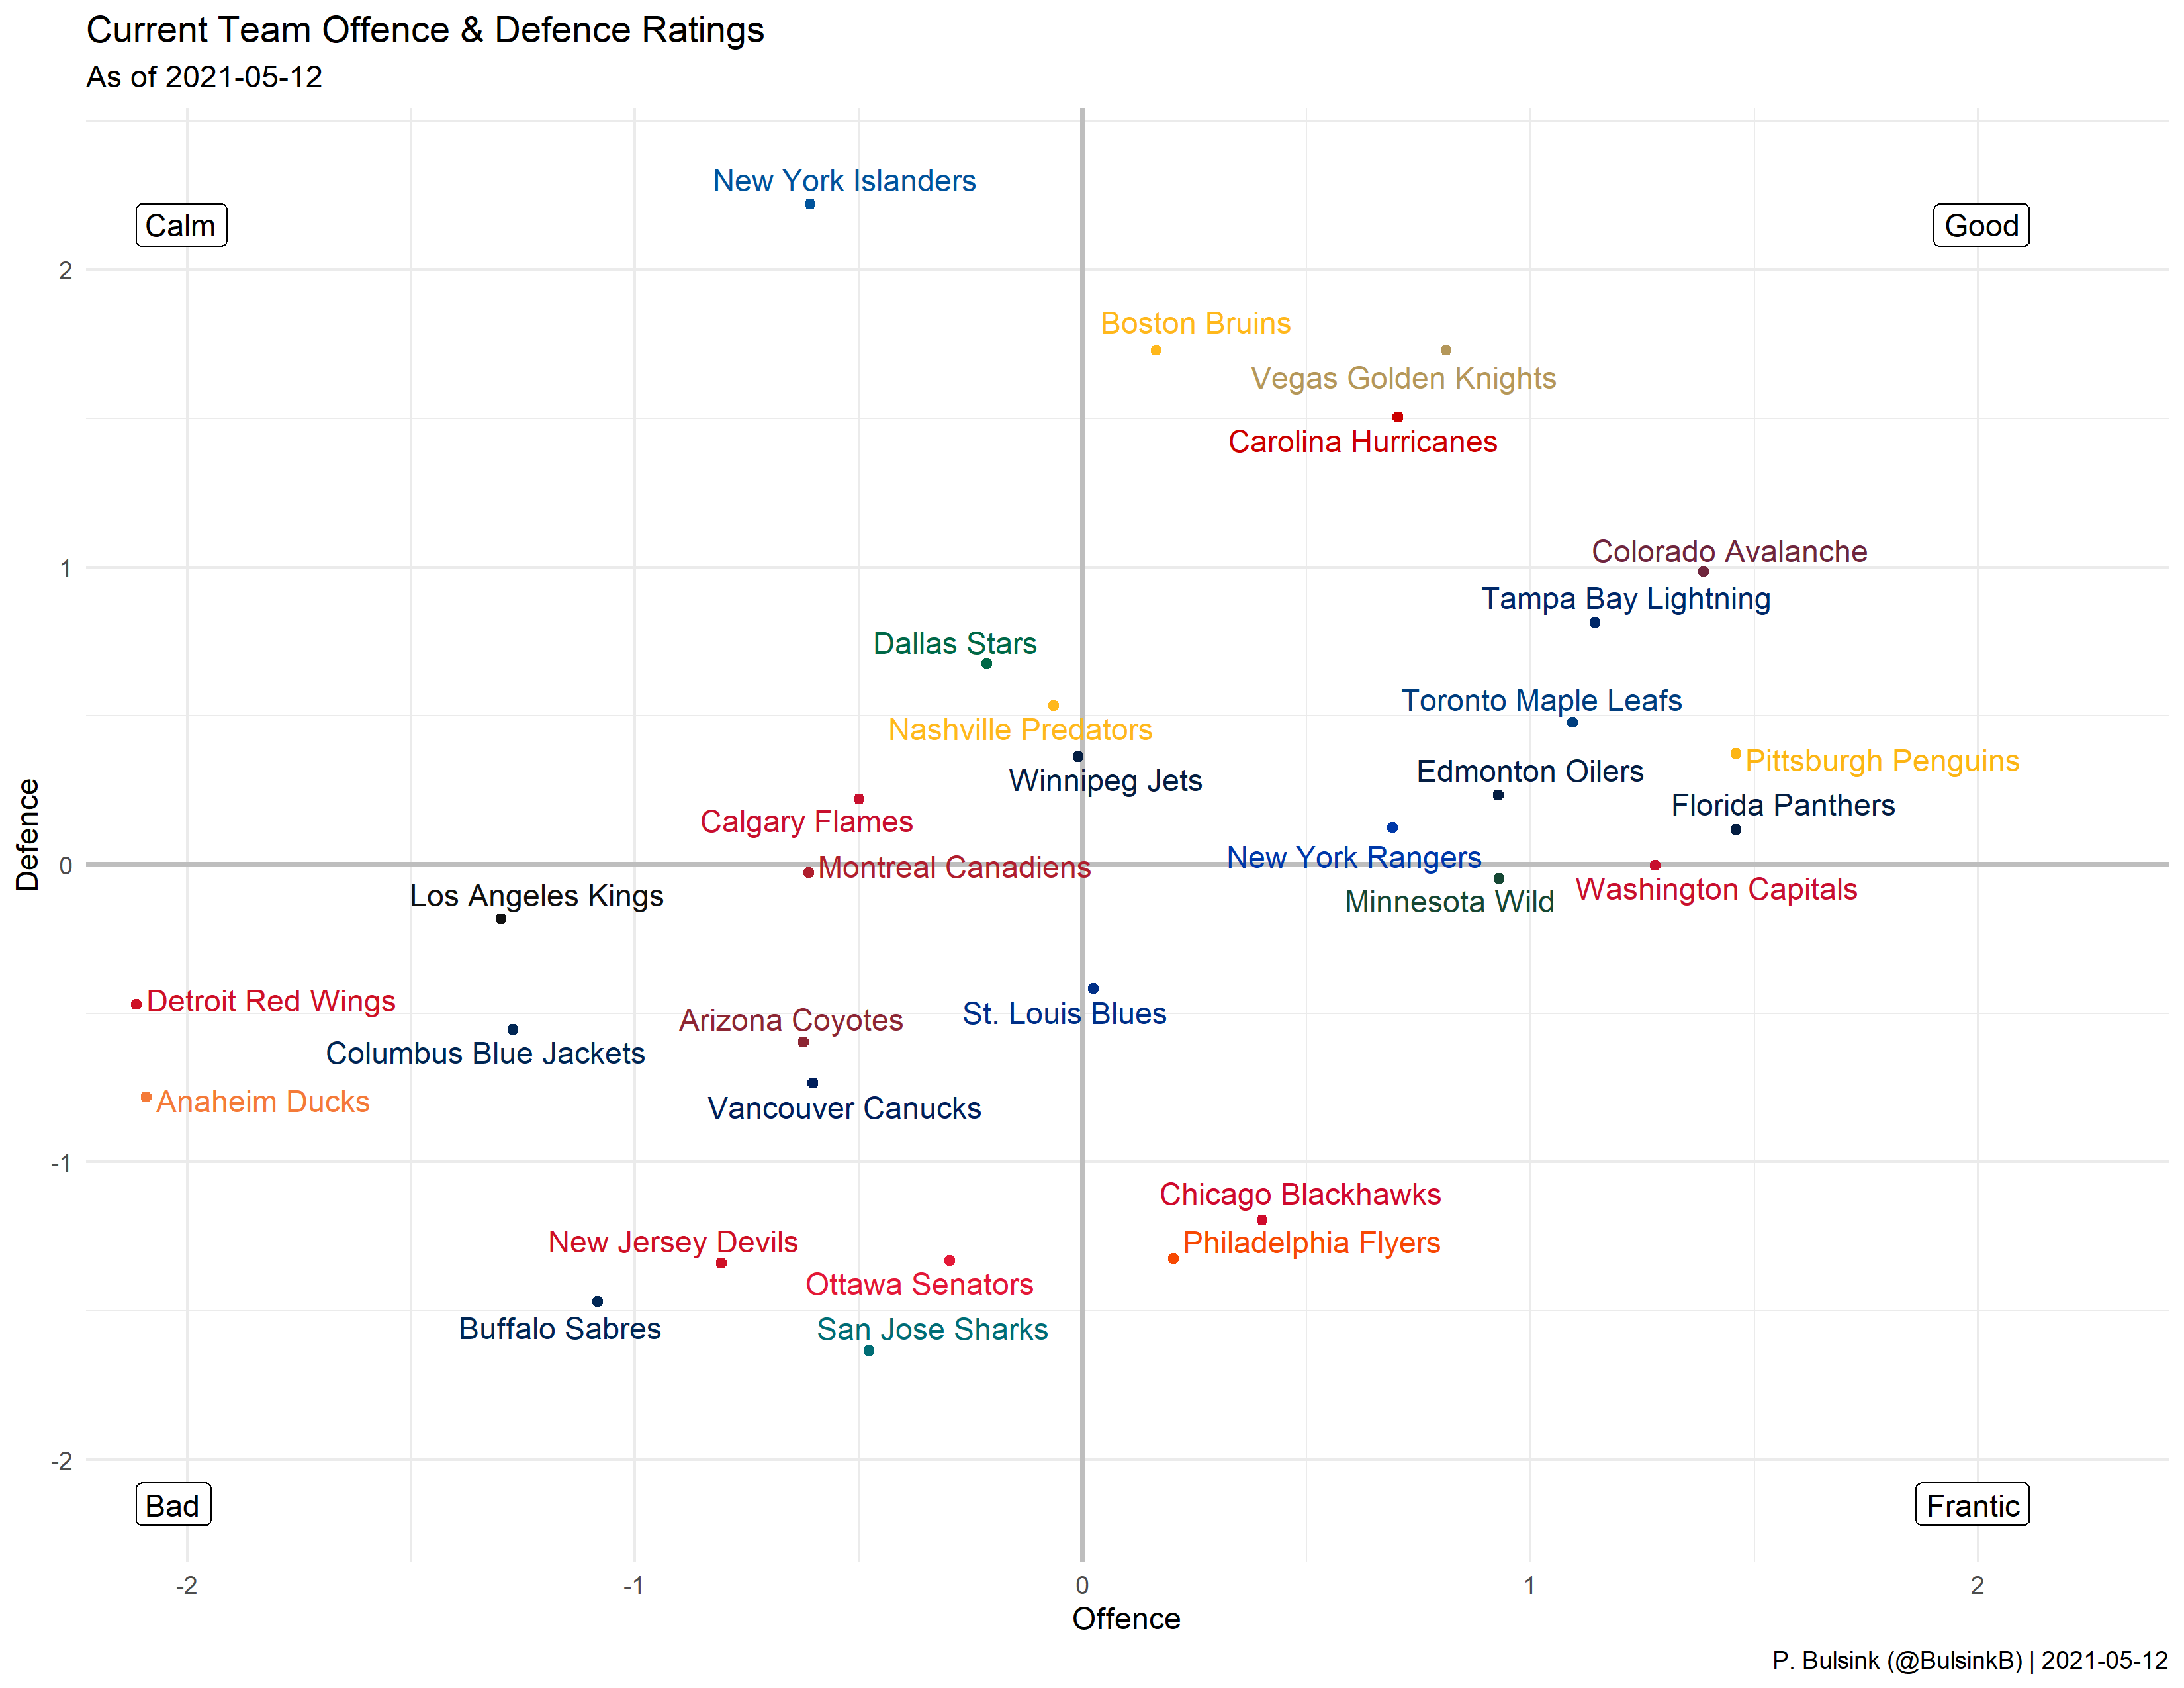 Current Team Offence & Defence Ratings
As of 2021-05-12
New York Islanders
Calm
Good
2
Boston Bruins
Vegas Golden Knights
Carolina Hurricanes
Colorado Avalanche
1
Tampa Bay Lightning
Dallas Stars
Toronto Maple Leafs
Nashville Predators
Pittsburgh Penguins
Edmonton Oilers
Winnipeg Jets
Florida Panthers
Calgary Flames
Defence
New York Rangers
0
Montreal Canadiens
Washington Capitals
Los Angeles Kings
Minnesota Wild
Detroit Red Wings
St. Louis Blues
Arizona Coyotes
Columbus Blue Jackets
Anaheim Ducks
Vancouver Canucks
-1
Chicago Blackhawks
New Jersey Devils
Philadelphia Flyers
Ottawa Senators
Buffalo Sabres
San Jose Sharks
-2
Bad
Frantic
-2 -1 0 1 2
Offence
P. Bulsink (@BulsinkB) | 2021-05-12